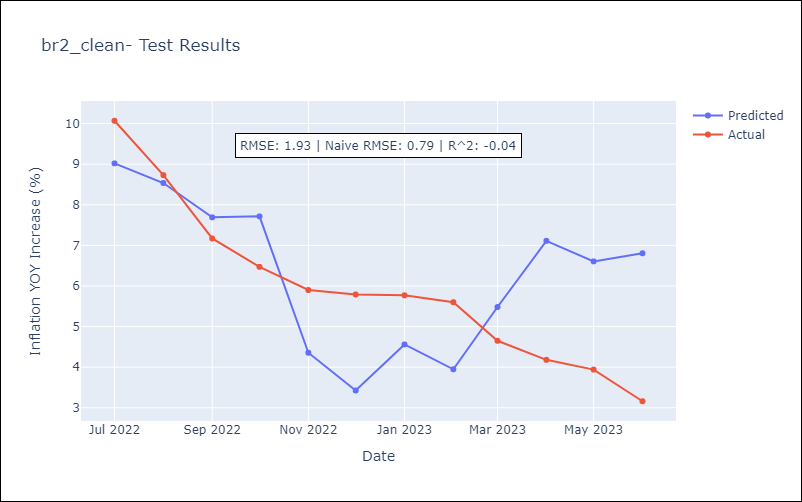 br2_clean- Test Results
Predicted
Actual
RMSE: 1.93 | Naive RMSE: 0.79 | R^2: -0.04
Inflation YOY Increase (%)
10
9
8
7
6
5
4
3
Jul 2022
Sep 2022
Nov 2022
Jan 2023
Mar 2023
May 2023
Date